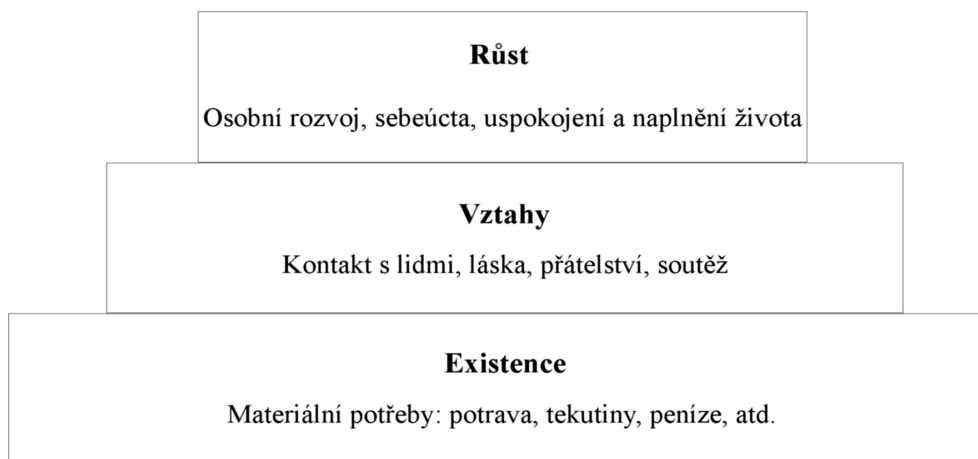 Růst
Osobní rozvoj, sebeúcta, uspokojení a naplnění života
Vztahy
Kontakt s lidmi, láska, přátelství, soutěž
Existence
Materiální potřeby: potrava, tekutiny, peníze, atd.